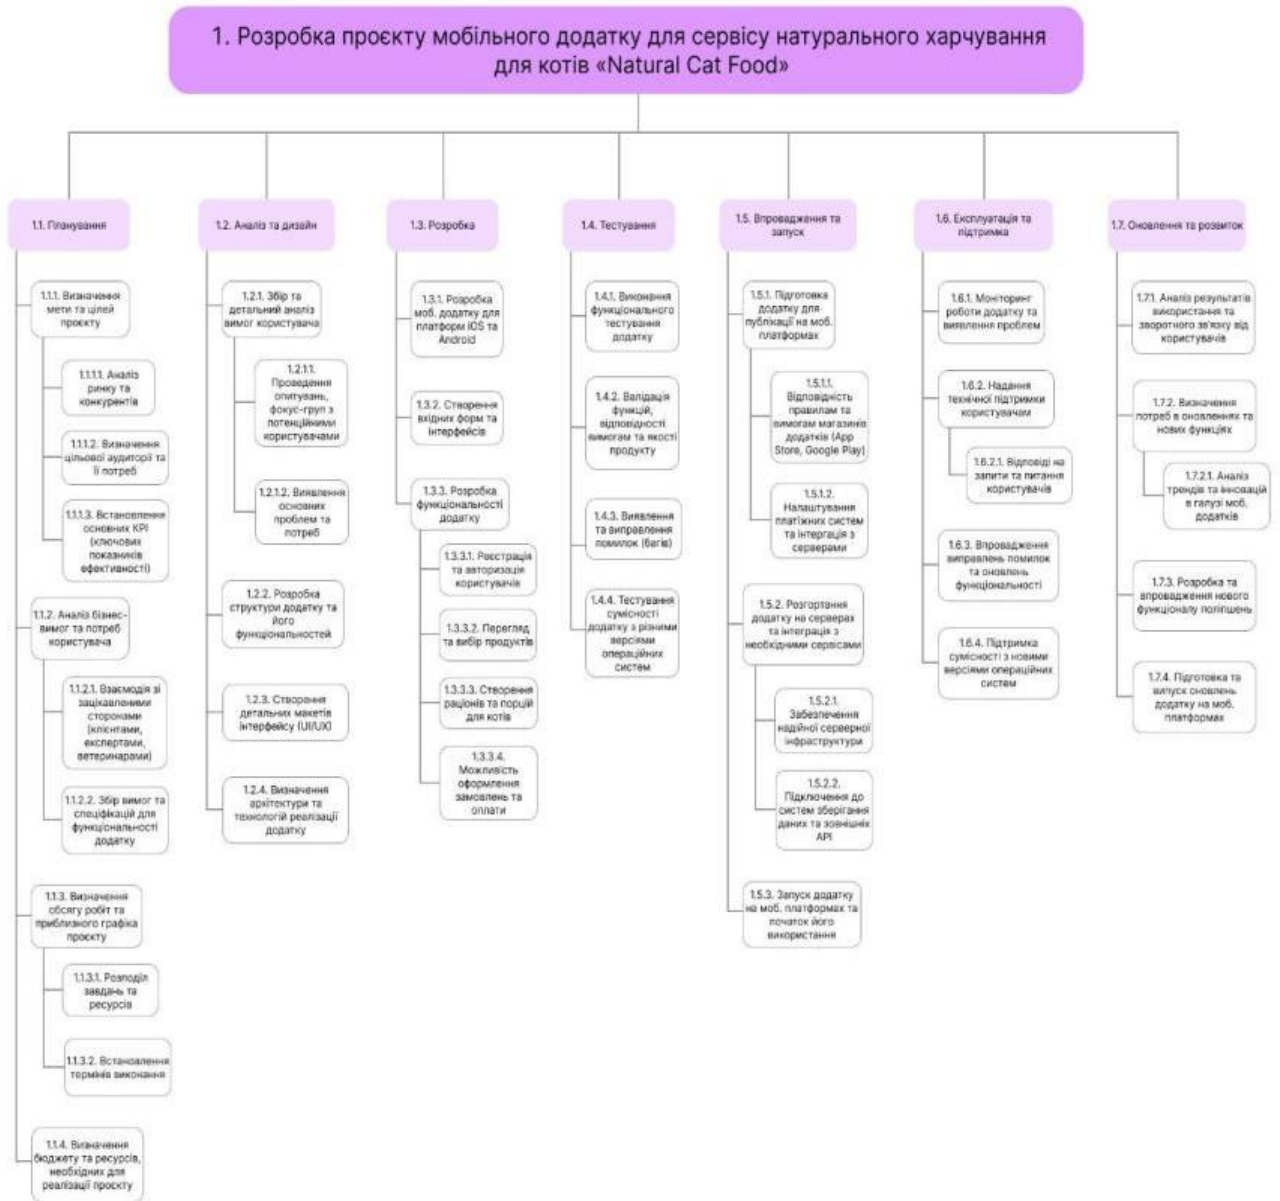 1. Розробка проєкту мобільного додатку для сервісу натурального харчування
для котів «Natural Cat Food»
1.1. Планування
1.1.1. Визначення
мети та цілей
проєкту
1.1.1.1. Аналіз
ринку та
конкурентів
1.1.1.2. Визначення
цільової аудиторії та
її потреб
1.1.1.3. Встановлення
основних KPI
(ключових
показників
ефективності)
1.1.2. Аналіз бізнес-
вимог та потреб
користувача
1.1.2.1. Взаємодія зі
зацікавленими
сторонами
(клієнтами,
експертами,
ветеринарами)
1.1.2.2. Збір вимог та
специфікацій для
функціональності
додатку
1.1.3. Визначення
обсягу робіт та
приблизного графіка
проєкту
1.1.3.1. Розподіл
завдань та
ресурсів
1.1.3.2. Встановлення
термінів виконання
1.1.4. Визначення
бюджету та ресурсів,
необхідних для
реалізації проєкту
1.2. Аналіз та дизайн
1.2.1. Збір та
детальний аналіз
вимог користувача
1.2.1.1.
Проведення
опитувань,
фокус-груп з
потенційними
користувачами
1.2.1.2. Виявлення
основних
проблем та
потреб
1.2.2. Розробка
структури додатку та
його
функціональностей
1.2.3. Створення
детальних макетів
інтерфейсу (UI/UX)
1.2.4. Визначення
архітектури та
технологій реалізації
додатку
1.3. Розробка
1.3.1. Розробка
моб. додатку для
платформ iOS та
Android
1.3.2. Створення
вхідних форм та
інтерфейсів
1.3.3. Розробка
функціональності
додатку
1.3.3.1. Реєстрація
та авторизація
користувачів
1.3.3.2. Перегляд
та вибір продуктів
1.3.3.3. Створення
раціонів та порцій
для котів
1.3.3.4.
Можливість
оформлення
замовлень та
оплати
1.4. Тестування
1.4.1. Виконання
функціонального
тестування
додатку
1.4.2. Валідація
функцій,
відповідності
вимогам та якості
продукту
1.4.3. Виявлення
та виправлення
помилок (багів)
1.4.4. Тестування
сумісності
додатку з різними
версіями
операційних
систем
1.5. Впровадження та
запуск
1.5.1. Підготовка
додатку для
публікації на моб.
платформах
1.5.1.1.
Відповідність
правилам та
вимогам магазинів
додатків (App
Store, Google Play)
1.5.1.2.
Налаштування
платіжних систем
та інтергація з
серверами
1.5.2. Розгортання
додатку на серверах
та інтеграція з
необхідними сервісами
1.5.2.1.
Забезпечення
надійної серверної
інфраструктури
1.5.2.2.
Підключення до
систем зберігання
даних та зовнішніх
API
1.5.3. Запуск додатку
на моб. платформах та
початок його
використання
1.6. Експлуатація та
підтримка
1.6.1. Моніторинг
роботи додатку та
виявлення проблем
1.6.2. Надання
технічної підтримки
користувачам
1.6.2.1. Відповіді на
запити та питання
користувачів
1.6.3. Впровадження
виправлень помилок
та оновлень
функціональності
1.6.4. Підтримка
сумісності з новими
версіями операційних
систем
1.7. Оновлення та розвиток
1.7.1. Аналіз результатів
використання та
зворотного зв'язку від
користувачів
1.7.2. Визначення
потреб в оновленнях та
нових функціях
1.7.2.1. Аналіз
трендів та інновацій
в галузі моб.
додатків
1.7.3. Розробка та
впровадження нового
функціоналу поліпшень
1.7.4. Підготовка та
випуск оновлень
додатку на моб.
платформах